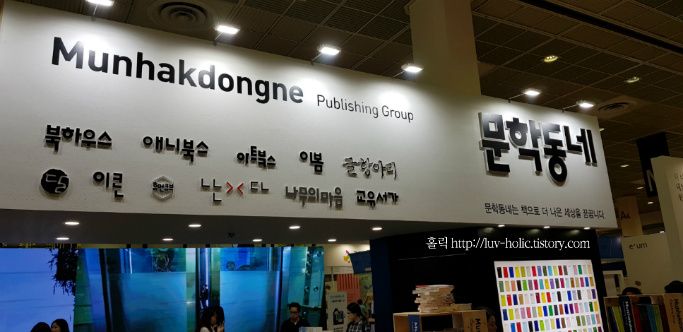 Munhakdongne Publishing Group
북하우스 애니북스 아트북스 이봄 글항아리
달 이콘 난다 나무의마음 교유서가
문학동네
문학동네는 책으로 더 나은 세상을 꿈꿉니다
홀릭 http://luv-holic.tistory.com